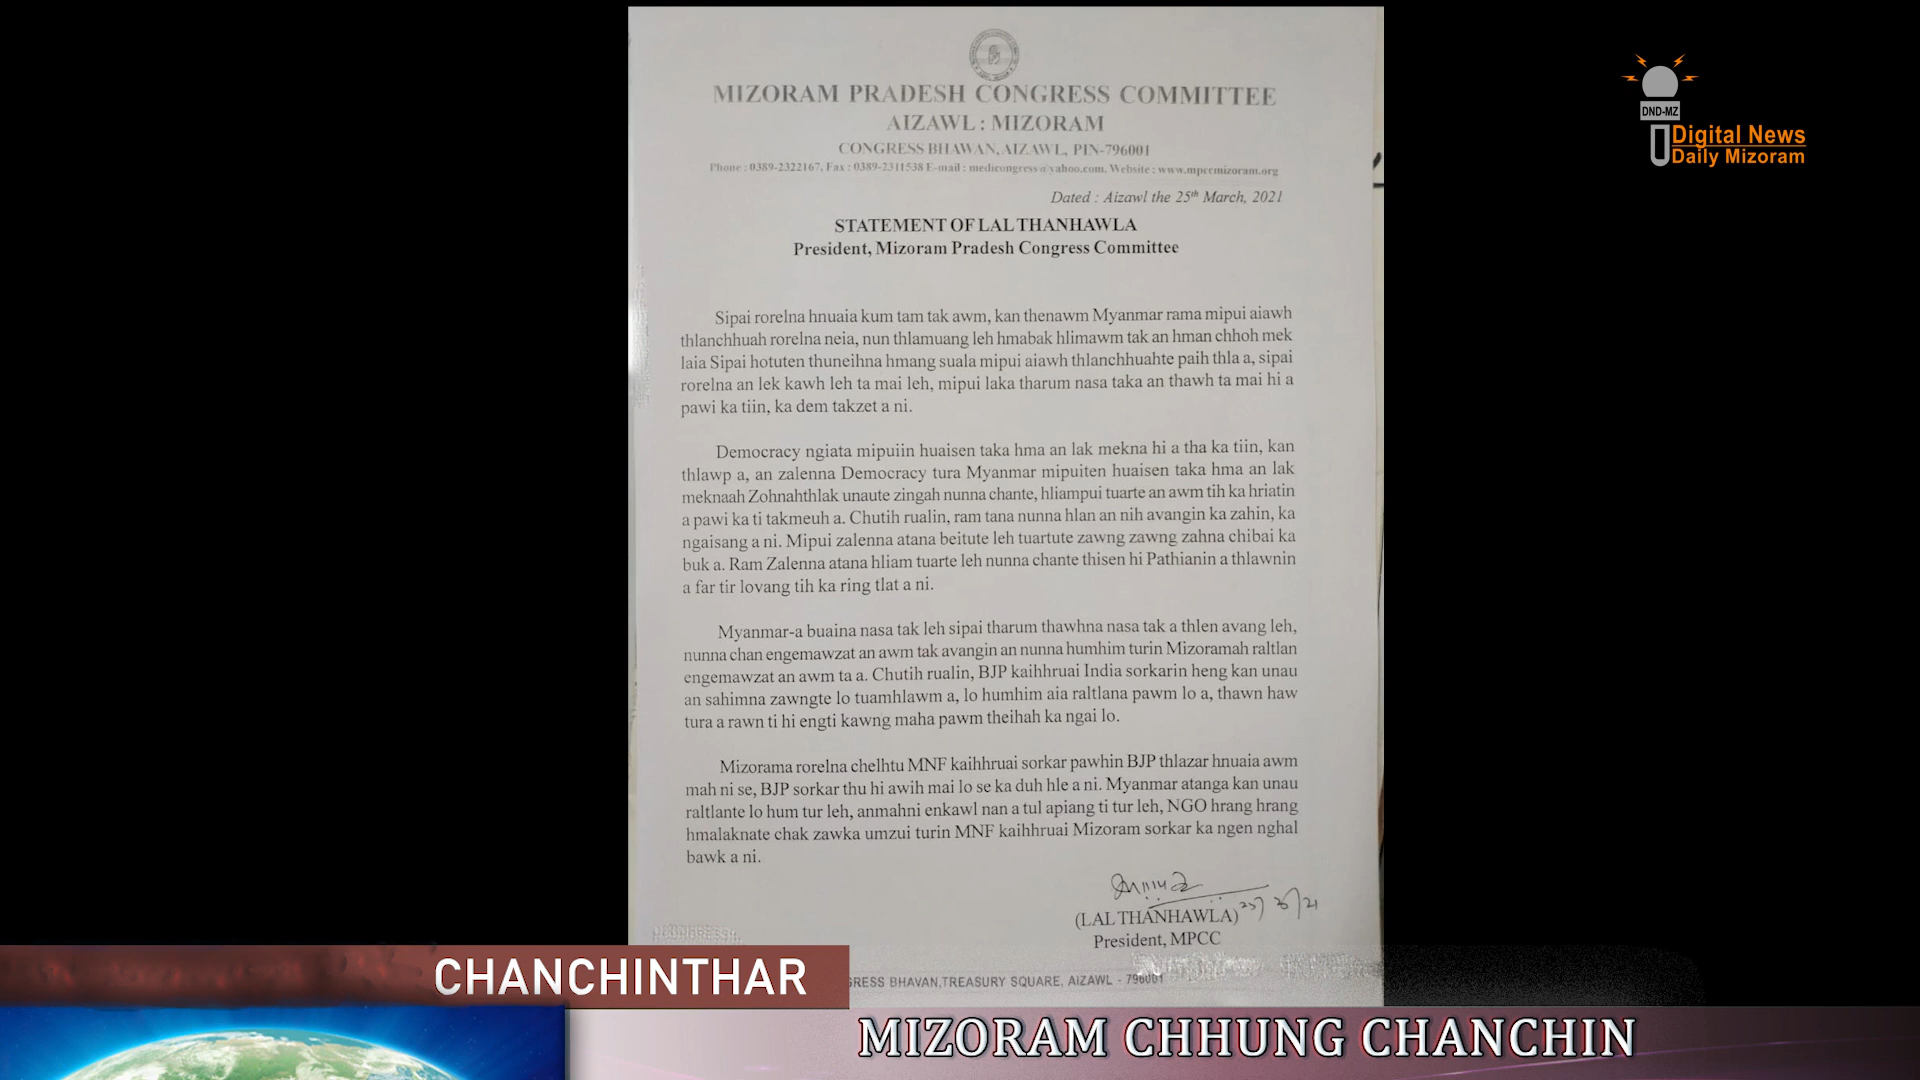 MIZORAM PRADESH CONGRESS COMMITTEE
AIZAWL : MIZORAM
CONGRESS BHAWAN, AIZAWL, PIN-796001
Phone : 0389-2322167, Fax : 0389-2311538 E-mail : medicongress@yahoo.com, Website : www.mpccmizoram.org
Dated : Aizawl the 25th March, 2021
STATEMENT OF LAL THANHAWLA
President, Mizoram Pradesh Congress Committee
Sipai rorelna hnuaia kum tam tak awm, kan thenawm Myanmar rama mipui aiawh
thlanchhuah rorelna neia, nun thlamuang leh hmabak hlimawm tak an hman chhoh mek
laia Sipai hotuten thuneihna hmang suala mipui aiawh thlanchhuahte paih thla a, sipai
rorelna an lek kawh leh ta mai leh, mipui laka tharum nasa taka an thawh ta mai hi a
pawi ka tiin, ka dem takzet a ni.
Democracy ngiata mipuiin huaisen taka hma an lak mekna hi a tha ka tiin, kan
thlawp a, an zalenna Democracy tura Myanmar mipuiten huaisen taka hma an lak
meknaah Zohnahthlak unaute zingah nunna chante, hliampui tuarte an awm tih ka hriatin
a pawi ka ti takmeuh a. Chutih rualin, ram tana nunna hlan an nih avangin ka zahin, ka
ngaisang a ni. Mipui zalenna atana beitute leh tuartute zawng zawng zahna chibai ka
buk a. Ram Zalenna atana hliam tuarte leh nunna chante thisen hi Pathianin a thlawnin
a far tir lovang tih ka ring tlat a ni.
Myanmar-a buaina nasa tak leh sipai tharum thawhna nasa tak a thlen avang leh,
nunna chan engemawzat an awm tak avangin an nunna humhim turin Mizoramah raltlan
engemawzat an awm ta a. Chutih rualin, BJP kaihhruai India sorkarin heng kan unau
an sahimna zawngte lo tuamhlawm a, lo humhim aia raltlana pawm lo a, thawn haw
tura a rawn ti hi engti kawng maha pawm theihah ka ngai lo.
Mizorama rorelna chelhtu MNF kaihhruai sorkar pawhin BJP thlazar hnuaia awm
mah ni se, BJP sorkar thu hi awih mai lo se ka duh hle a ni. Myanmar atanga kan unau
raltlante lo hum tur leh, anmahni enkawl nan a tul apiang ti tur leh, NGO hrang hrang
hmalaknate chak zawka umzui turin MNF kaihhruai Mizoram sorkar ka ngen nghal
bawk a ni.
(LAL THANHAWLA)
President, MPCC
GRESS BHAVAN,TREASURY SQUARE, AIZAWL - 796001
DND-MZ
Digital News
Daily Mizoram
CHANCHINTHAR
MIZORAM CHHUNG CHANCHIN